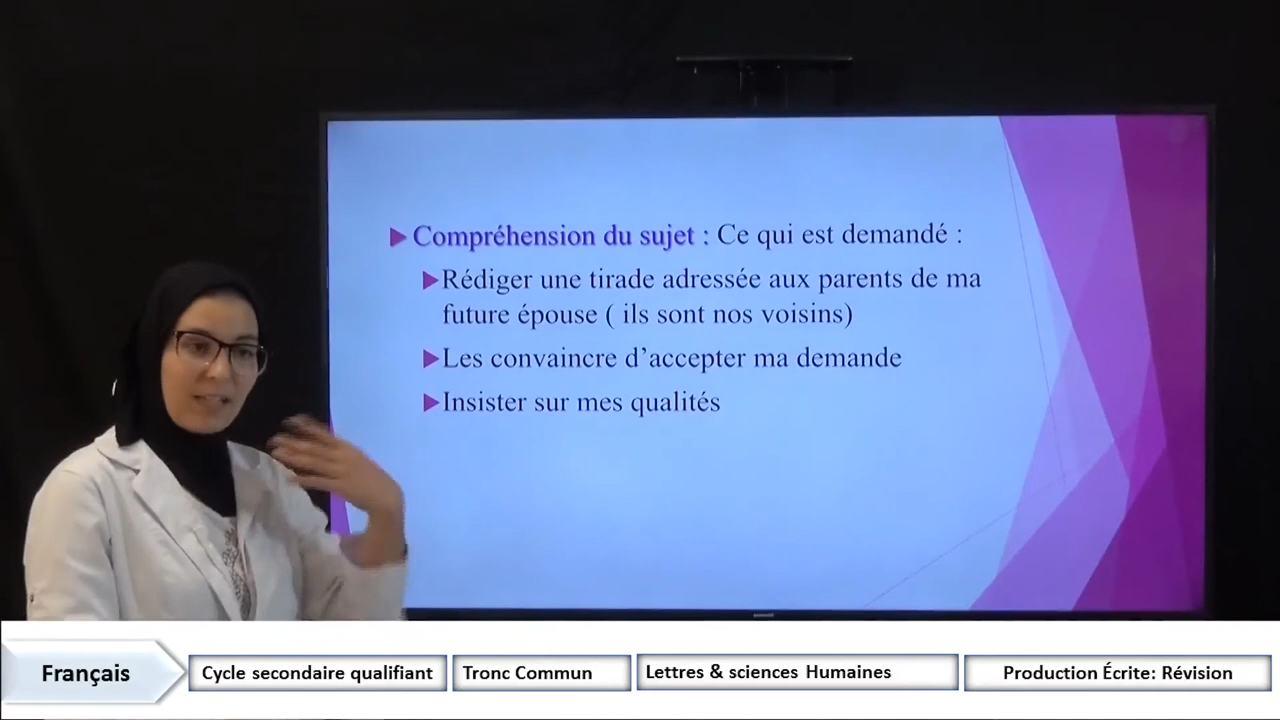 Compréhension du sujet : Ce qui est demandé :
Rédiger une tirade adressée aux parents de ma
future épouse ( ils sont nos voisins)
Les convaincre d’accepter ma demande
Insister sur mes qualités
Français
Cycle secondaire qualifiant
Tronc Commun
Lettres & sciences Humaines
Production Écrite: Révision